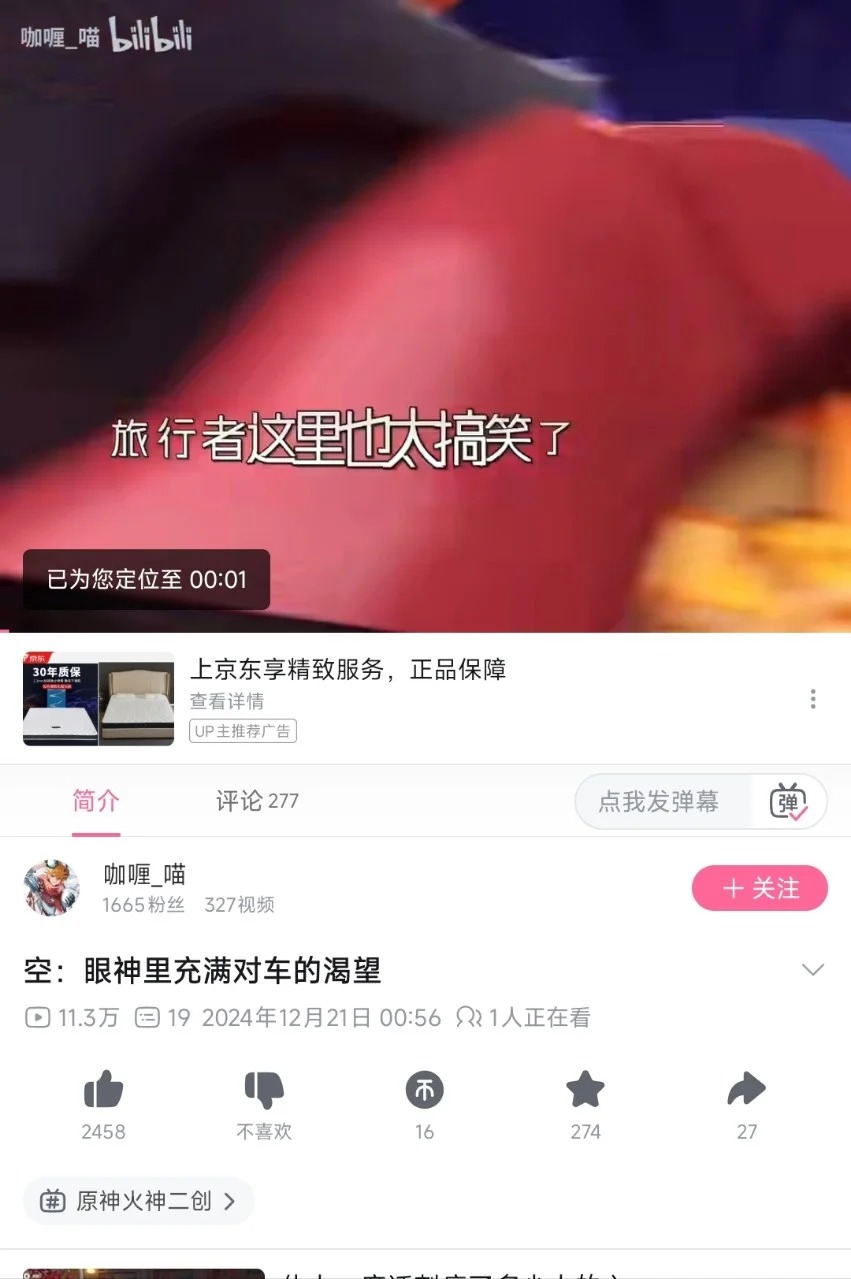 咖喱_喵 bilibili
旅行者这里也太搞笑了
已为您定位至 00:01
京东
30年质保
上京东享精致服务，正品保障
查看详情
UP主推荐广告
简介
评论 277
点我发弹幕
弹
咖喱_喵
1665粉丝 327视频
＋ 关注
空：眼神里充满对车的渴望
11.3万 19 2024年12月21日 00:56 1人正在看
2458
不喜欢
16
274
27
原神火神二创